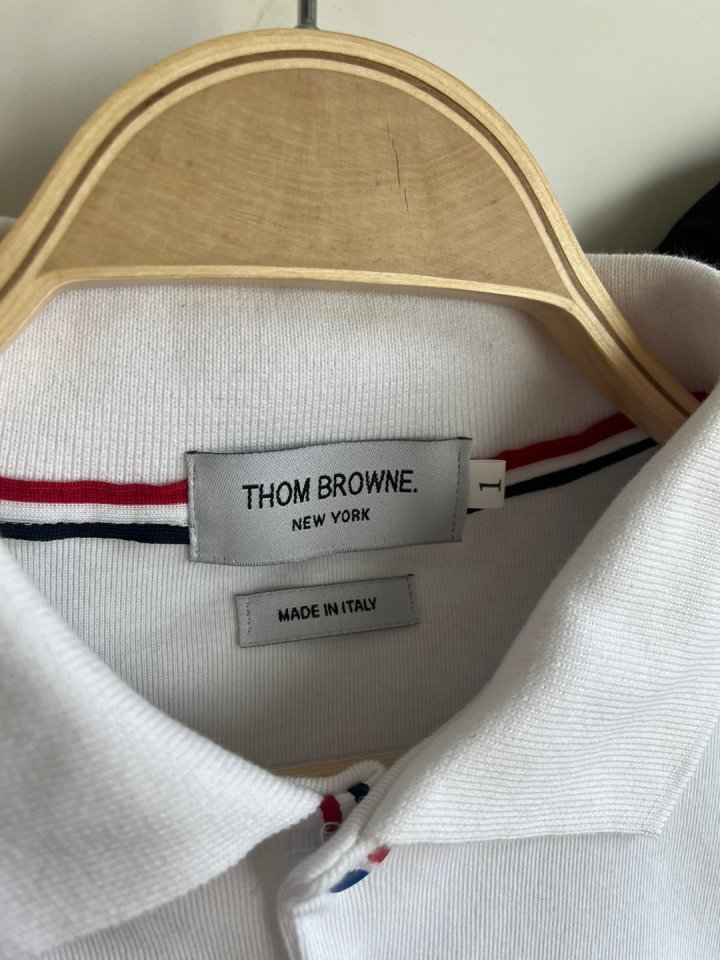 THOM BROWNE.
NEW YORK
1
MADE IN ITALY